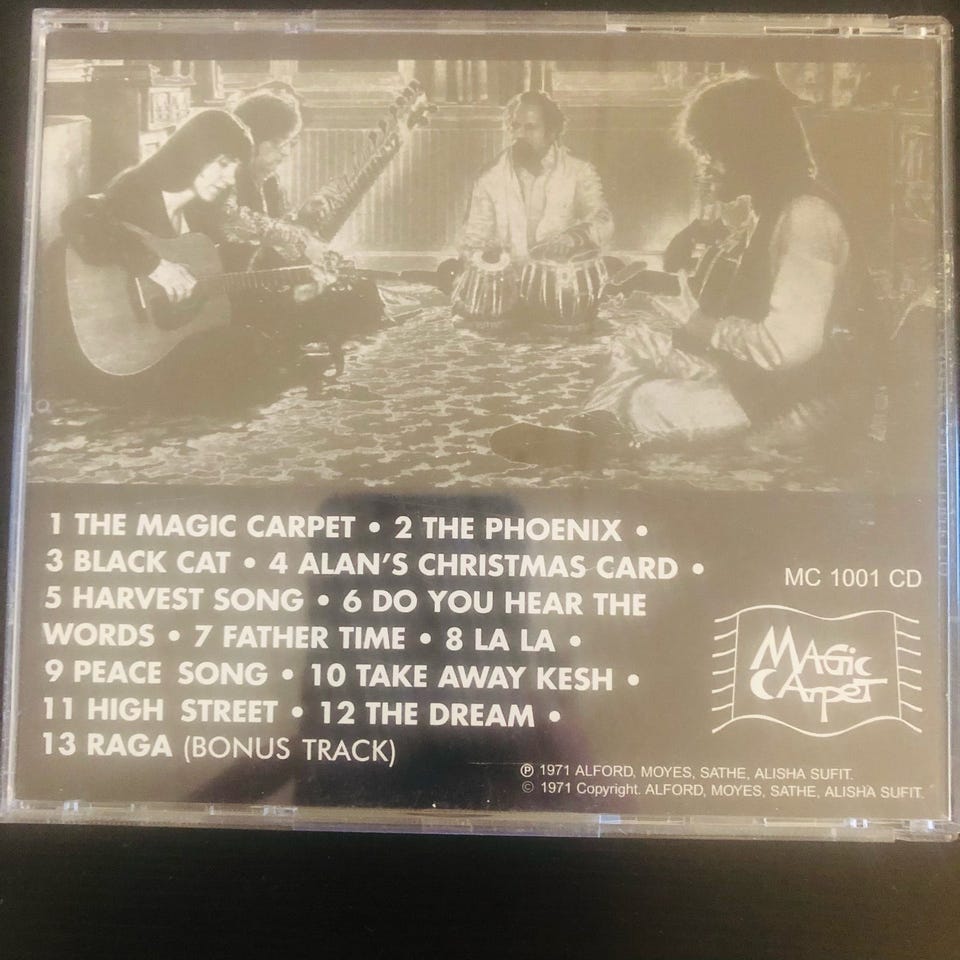 1 THE MAGIC CARPET • 2 THE PHOENIX •
3 BLACK CAT • 4 ALAN'S CHRISTMAS CARD •
5 HARVEST SONG • 6 DO YOU HEAR THE
WORDS • 7 FATHER TIME • 8 LA LA •
9 PEACE SONG • 10 TAKE AWAY KESH •
11 HIGH STREET • 12 THE DREAM •
13 RAGA (BONUS TRACK)
MC 1001 CD
MAGic
CArpeT
℗ 1971 ALFORD, MOYES, SATHE, ALISHA SUFIT.
© 1971 Copyright. ALFORD, MOYES, SATHE, ALISHA SUFIT.